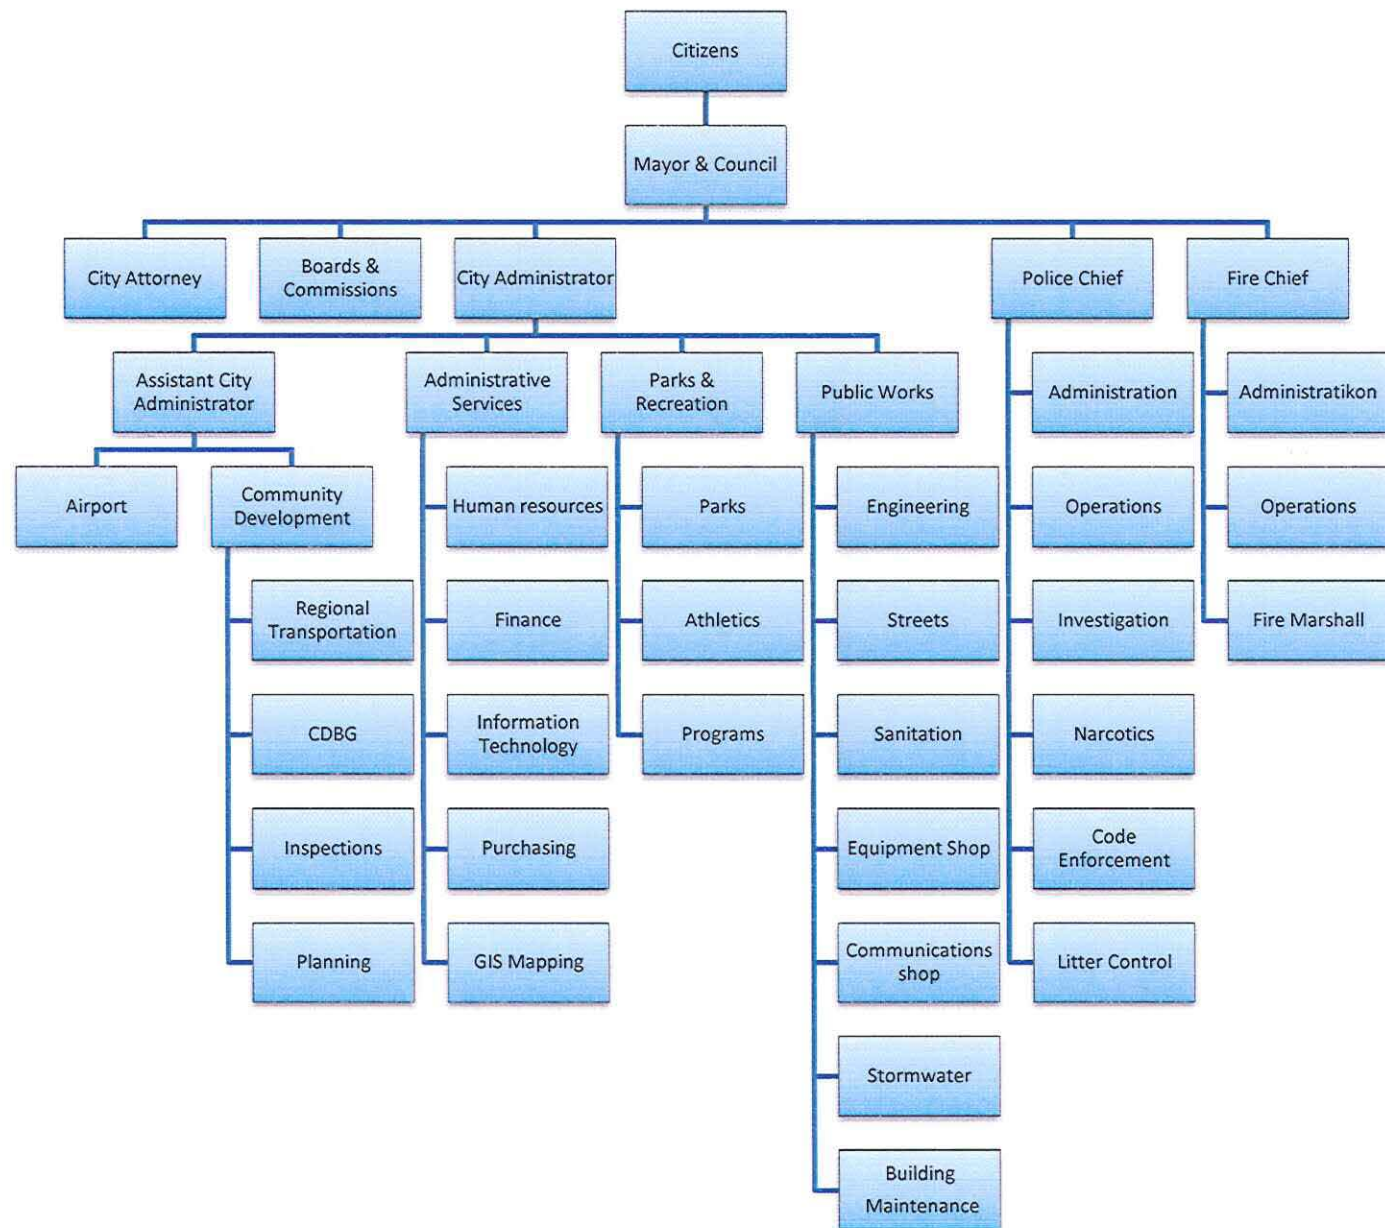 Citizens
Mayor & Council
City Attorney
Boards &
Commissions
City Administrator
Police Chief
Fire Chief
Assistant City
Administrator
Administrative
Services
Parks &
Recreation
Public Works
Administration
Administratikon
Airport
Community
Development
Human resources
Parks
Engineering
Operations
Operations
Regional
Transportation
Finance
Athletics
Streets
Investigation
Fire Marshall
CDBG
Information
Technology
Programs
Sanitation
Narcotics
Inspections
Purchasing
Equipment Shop
Code
Enforcement
Planning
GIS Mapping
Communications
shop
Litter Control
Stormwater
Building
Maintenance